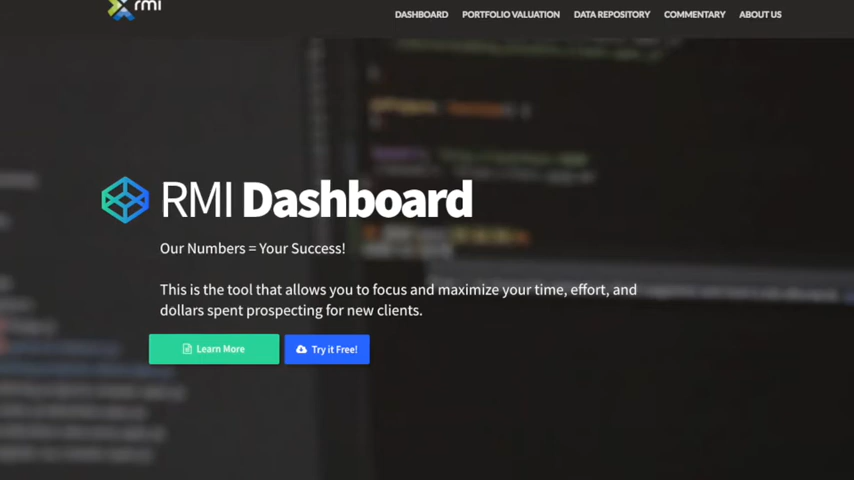 rmi
DASHBOARD PORTFOLIO VALUATION DATA REPOSITORY COMMENTARY ABOUT US
RMI Dashboard
Our Numbers = Your Success!
This is the tool that allows you to focus and maximize your time, effort, and
dollars spent prospecting for new clients.
Learn More Try it Free!